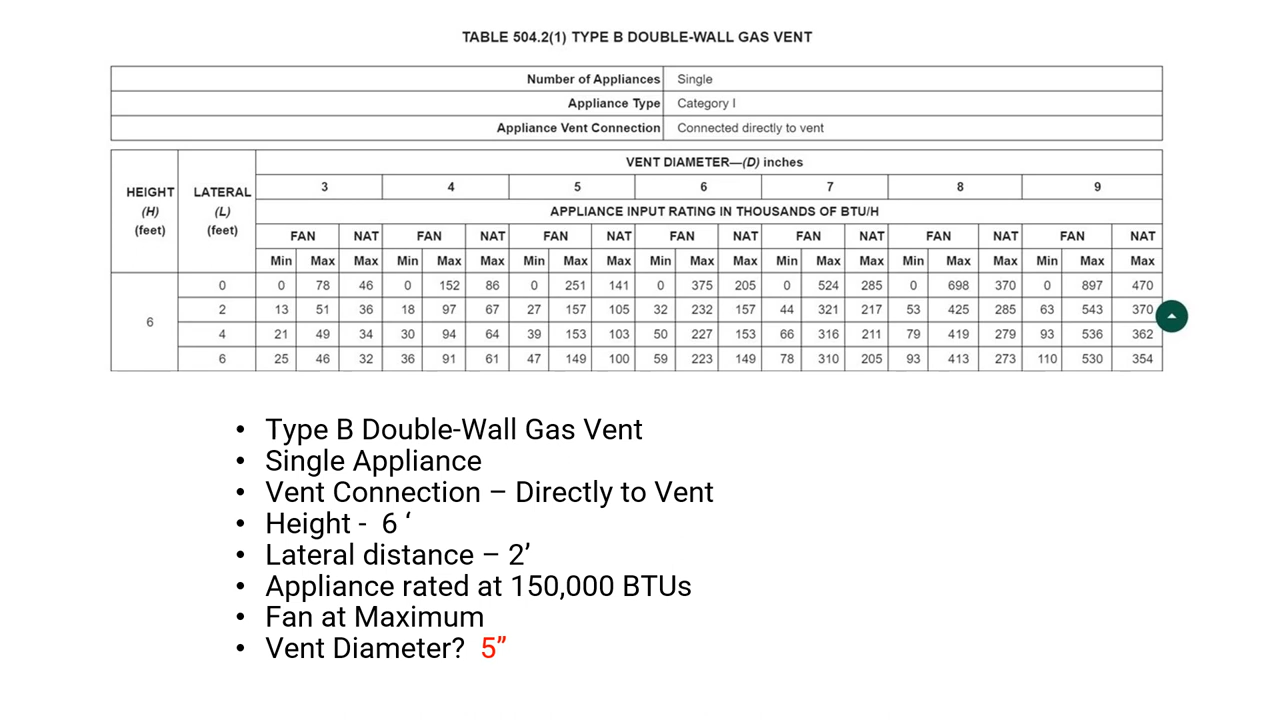 TABLE 504.2(1) TYPE B DOUBLE-WALL GAS VENT
Number of Appliances Single
Appliance Type Category I
Appliance Vent Connection Connected directly to vent
HEIGHT (H) (feet) LATERAL (L) (feet) VENT DIAMETER—(D) inches
3 4 5 6 7 8 9
APPLIANCE INPUT RATING IN THOUSANDS OF BTU/H
FAN NAT FAN NAT FAN NAT FAN NAT FAN NAT FAN NAT FAN NAT
Min Max Max Min Max Max Min Max Max Min Max Max Min Max Max Min Max Max Min Max Max
6 0 0 78 46 0 152 86 0 251 141 0 375 205 0 524 285 0 698 370 0 897 470
2 13 51 36 18 97 67 27 157 105 32 232 157 44 321 217 53 425 285 63 543 370
4 21 49 34 30 94 64 39 153 103 50 227 153 66 316 211 79 419 279 93 536 362
6 25 46 32 36 91 61 47 149 100 59 223 149 78 310 205 93 413 273 110 530 354
• Type B Double-Wall Gas Vent
• Single Appliance
• Vent Connection – Directly to Vent
• Height - 6 ‘
• Lateral distance – 2’
• Appliance rated at 150,000 BTUs
• Fan at Maximum
• Vent Diameter? 5”